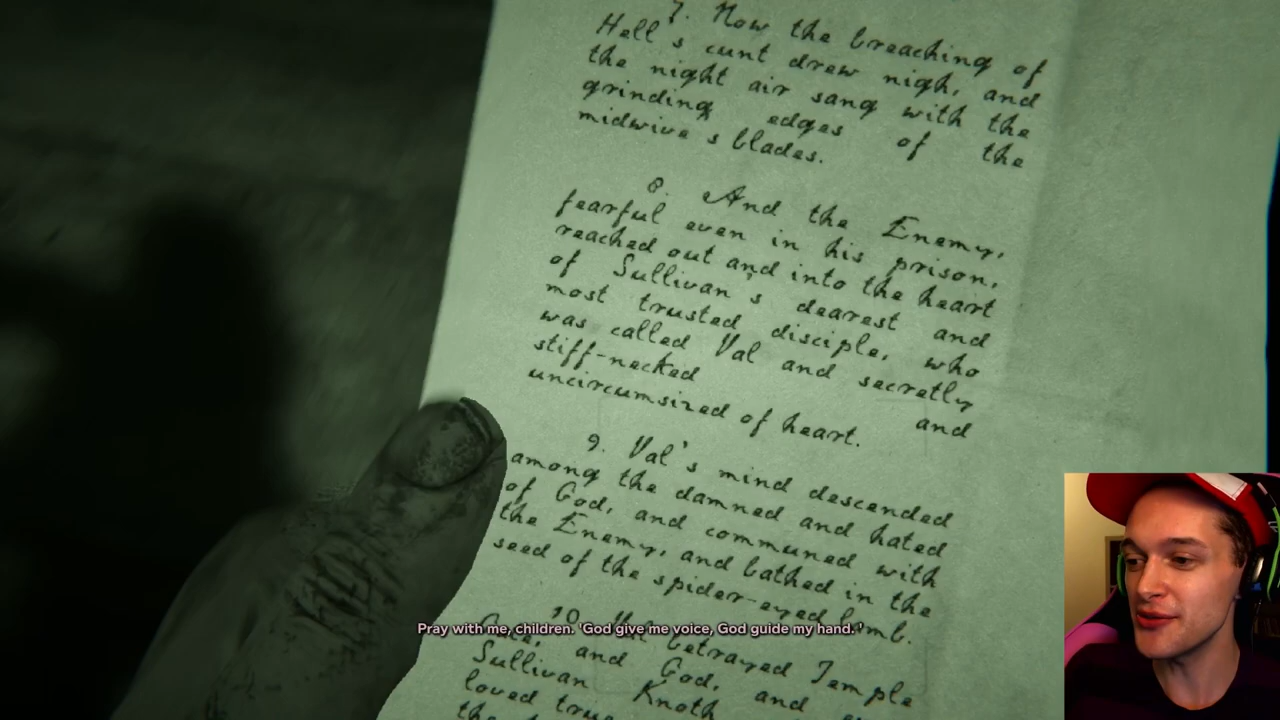 7. Now the breaching of
Hell s cunt drew nigh, and
the night air sang with the
grinding edges of the
midwive s blades.
8. And the Enemy,
fearful even in his prison,
reached out and into the heart
of Sullivan s dearest and
most trusted disciple, who
was called Val and secretly
stiff-necked and
uncircumsized of heart.
9. Val's mind descended
among the damned and hated
of God, and communed with
the Enemy, and bathed in the
seed of the spider-eyed lamb.
Pray with me, children. 'God give me voice, God guide my hand.'
10 betrayed Temple
and God, and
Sullivan Knoth
loved
the